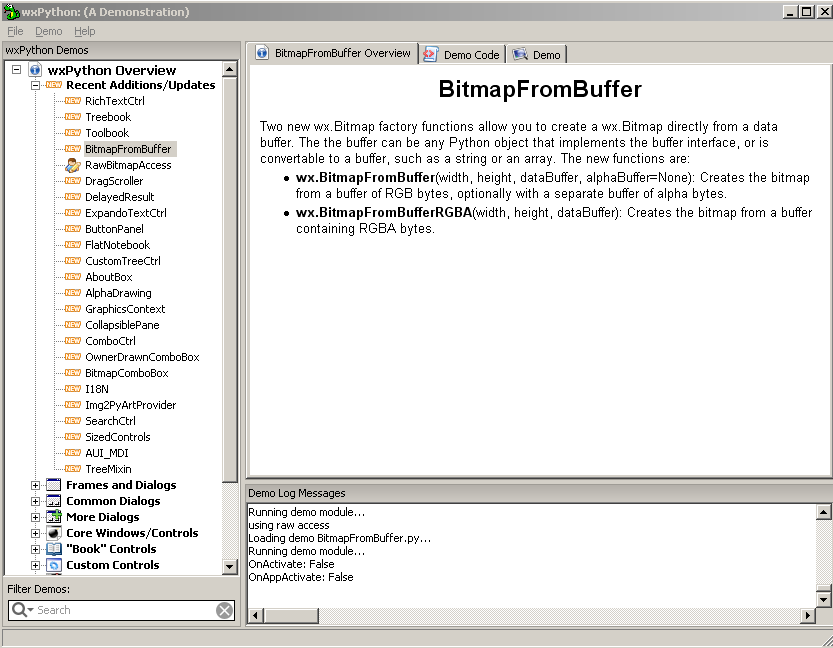 wxPython: (A Demonstration)
File Demo Help
wxPython Demos
wxPython Overview
Recent Additions/Updates
NEW RichTextCtrl
NEW Treebook
NEW Toolbook
NEW BitmapFromBuffer
RawBitmapAccess
NEW DragScroller
NEW DelayedResult
NEW ExpandoTextCtrl
NEW ButtonPanel
NEW FlatNotebook
NEW CustomTreeCtrl
NEW AboutBox
NEW AlphaDrawing
NEW GraphicsContext
NEW CollapsiblePane
NEW ComboCtrl
NEW OwnerDrawnComboBox
NEW BitmapComboBox
NEW I18N
NEW Img2PyArtProvider
NEW SearchCtrl
NEW SizedControls
NEW AUI_MDI
NEW TreeMixin
Frames and Dialogs
Common Dialogs
More Dialogs
Core Windows/Controls
"Book" Controls
Custom Controls
Filter Demos:
Search
BitmapFromBuffer Overview Demo Code Demo
BitmapFromBuffer
Two new wx.Bitmap factory functions allow you to create a wx.Bitmap directly from a data
buffer. The the buffer can be any Python object that implements the buffer interface, or is
convertable to a buffer, such as a string or an array. The new functions are:
• wx.BitmapFromBuffer(width, height, dataBuffer, alphaBuffer=None): Creates the bitmap
from a buffer of RGB bytes, optionally with a separate buffer of alpha bytes.
• wx.BitmapFromBufferRGBA(width, height, dataBuffer): Creates the bitmap from a buffer
containing RGBA bytes.
Demo Log Messages
Running demo module...
using raw access
Loading demo BitmapFromBuffer.py...
Running demo module...
OnActivate: False
OnAppActivate: False